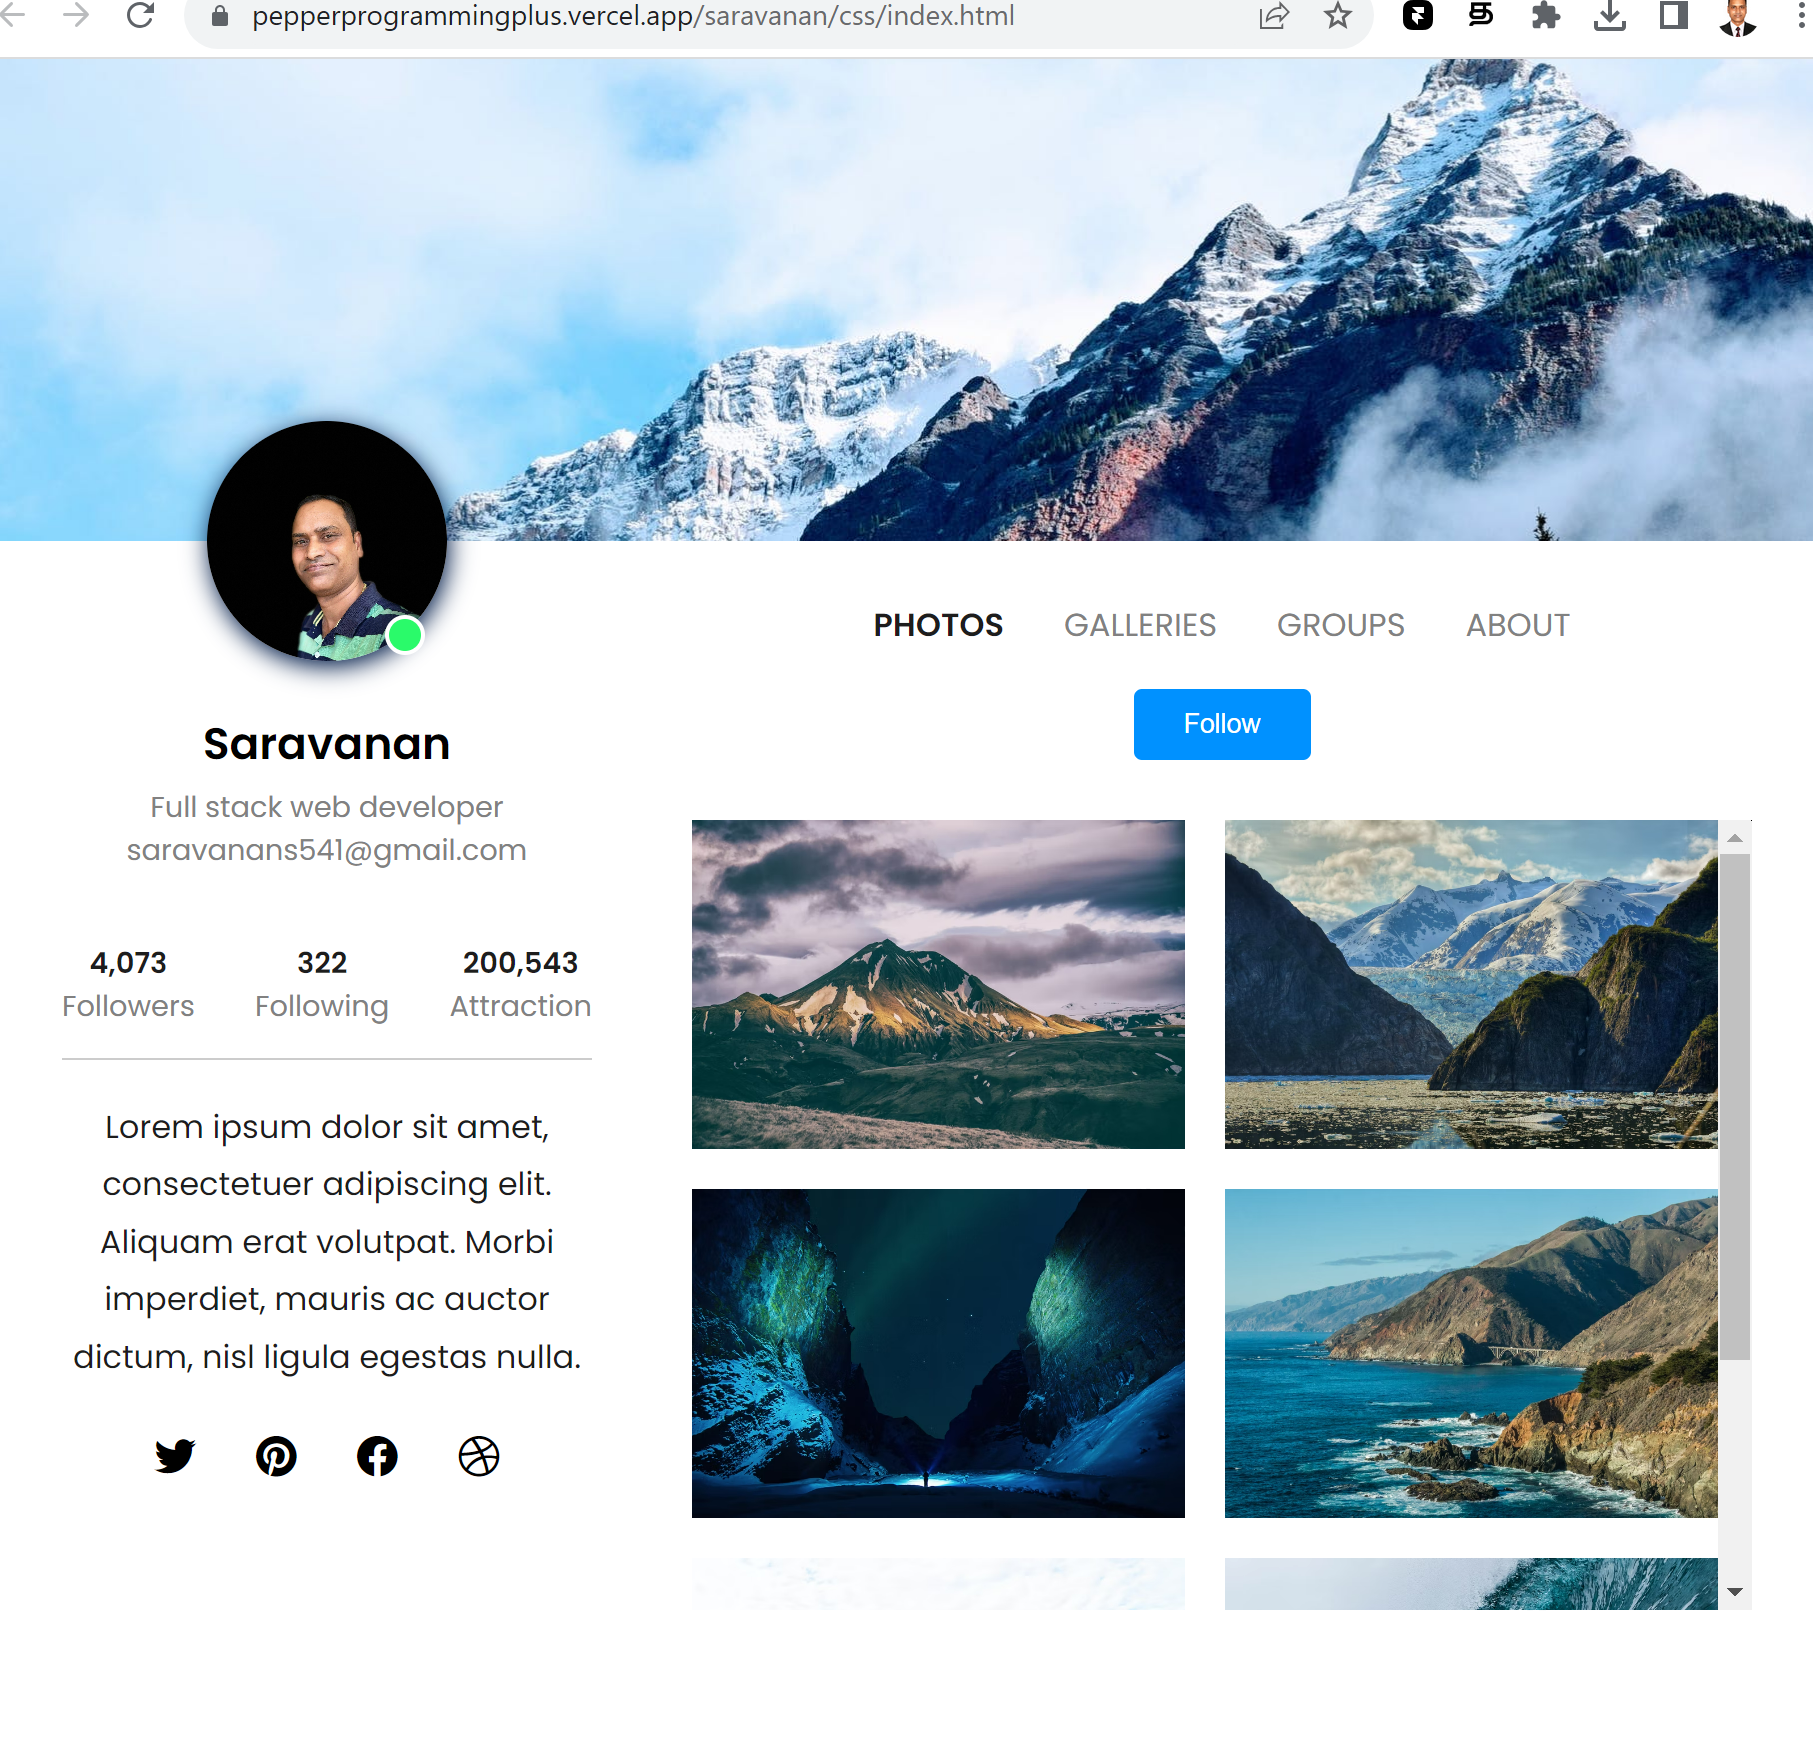 pepperprogrammingplus.vercel.app/saravanan/css/index.html
PHOTOS GALLERIES GROUPS ABOUT
Follow
Saravanan
Full stack web developer
saravanans541@gmail.com
4,073 322 200,543
Followers Following Attraction
Lorem ipsum dolor sit amet,
consectetuer adipiscing elit.
Aliquam erat volutpat. Morbi
imperdiet, mauris ac auctor
dictum, nisl ligula egestas nulla.